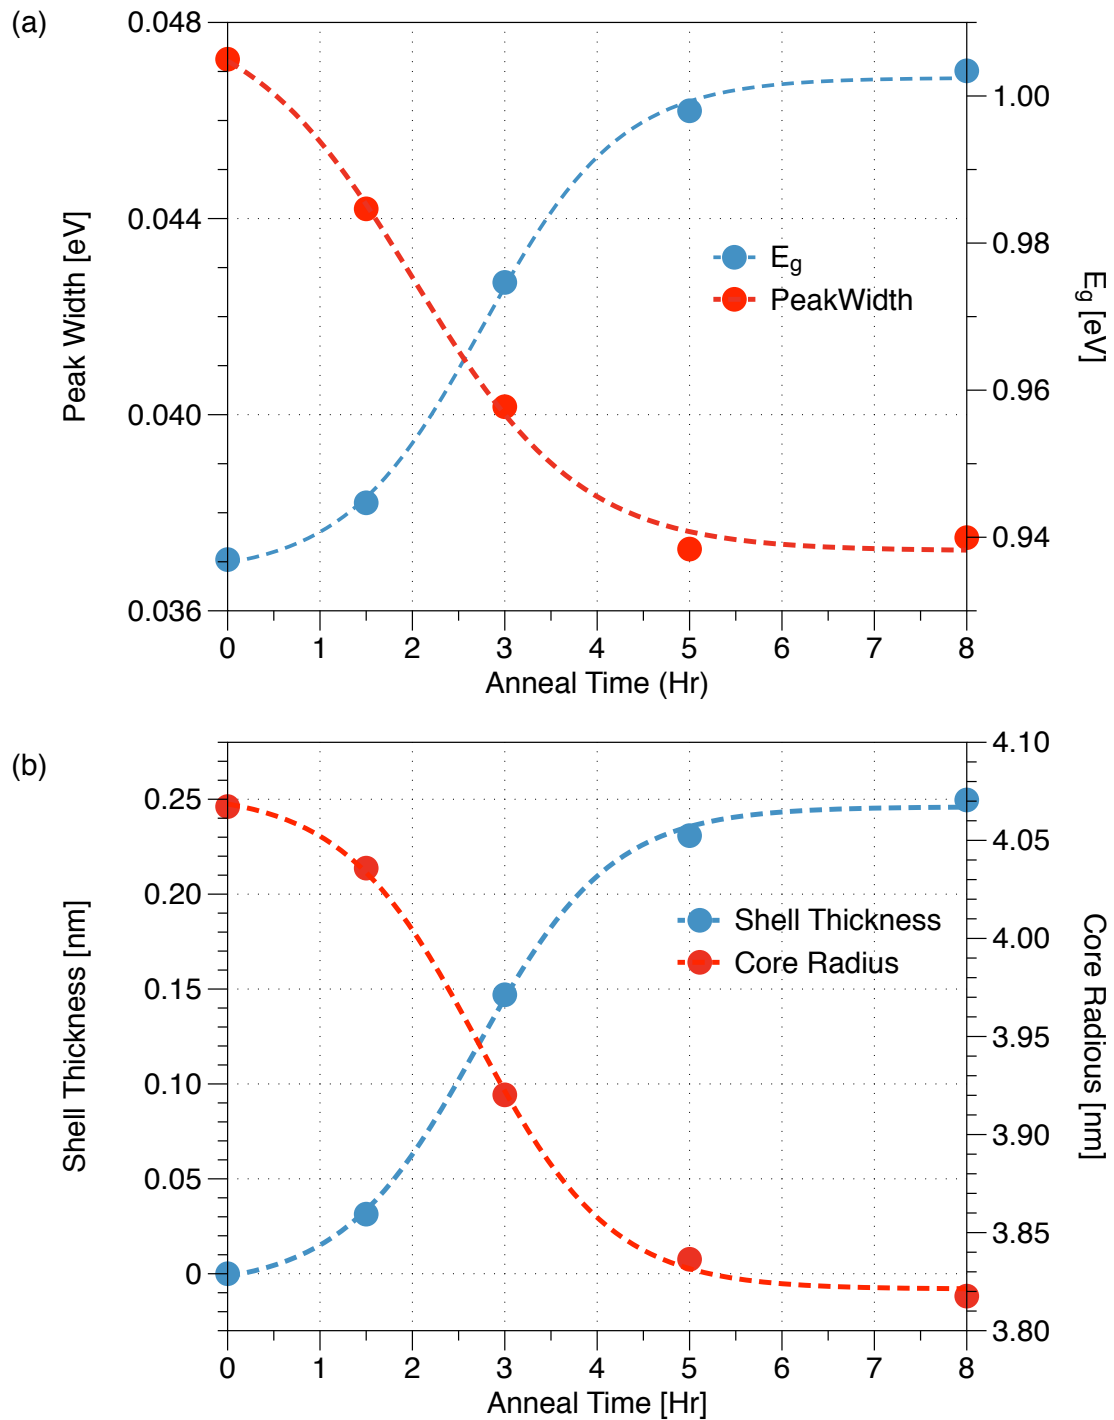 (a)
0.048
0.044
0.040
0.036
Peak Width [eV]
1.00
0.98
0.96
0.94
Eg [eV]
Eg
PeakWidth
0 1 2 3 4 5 6 7 8
Anneal Time (Hr)
(b)
0.25
0.20
0.15
0.10
0.05
0
Shell Thickness [nm]
4.10
4.05
4.00
3.95
3.90
3.85
3.80
Core Radious [nm]
Shell Thickness
Core Radius
0 1 2 3 4 5 6 7 8
Anneal Time [Hr]